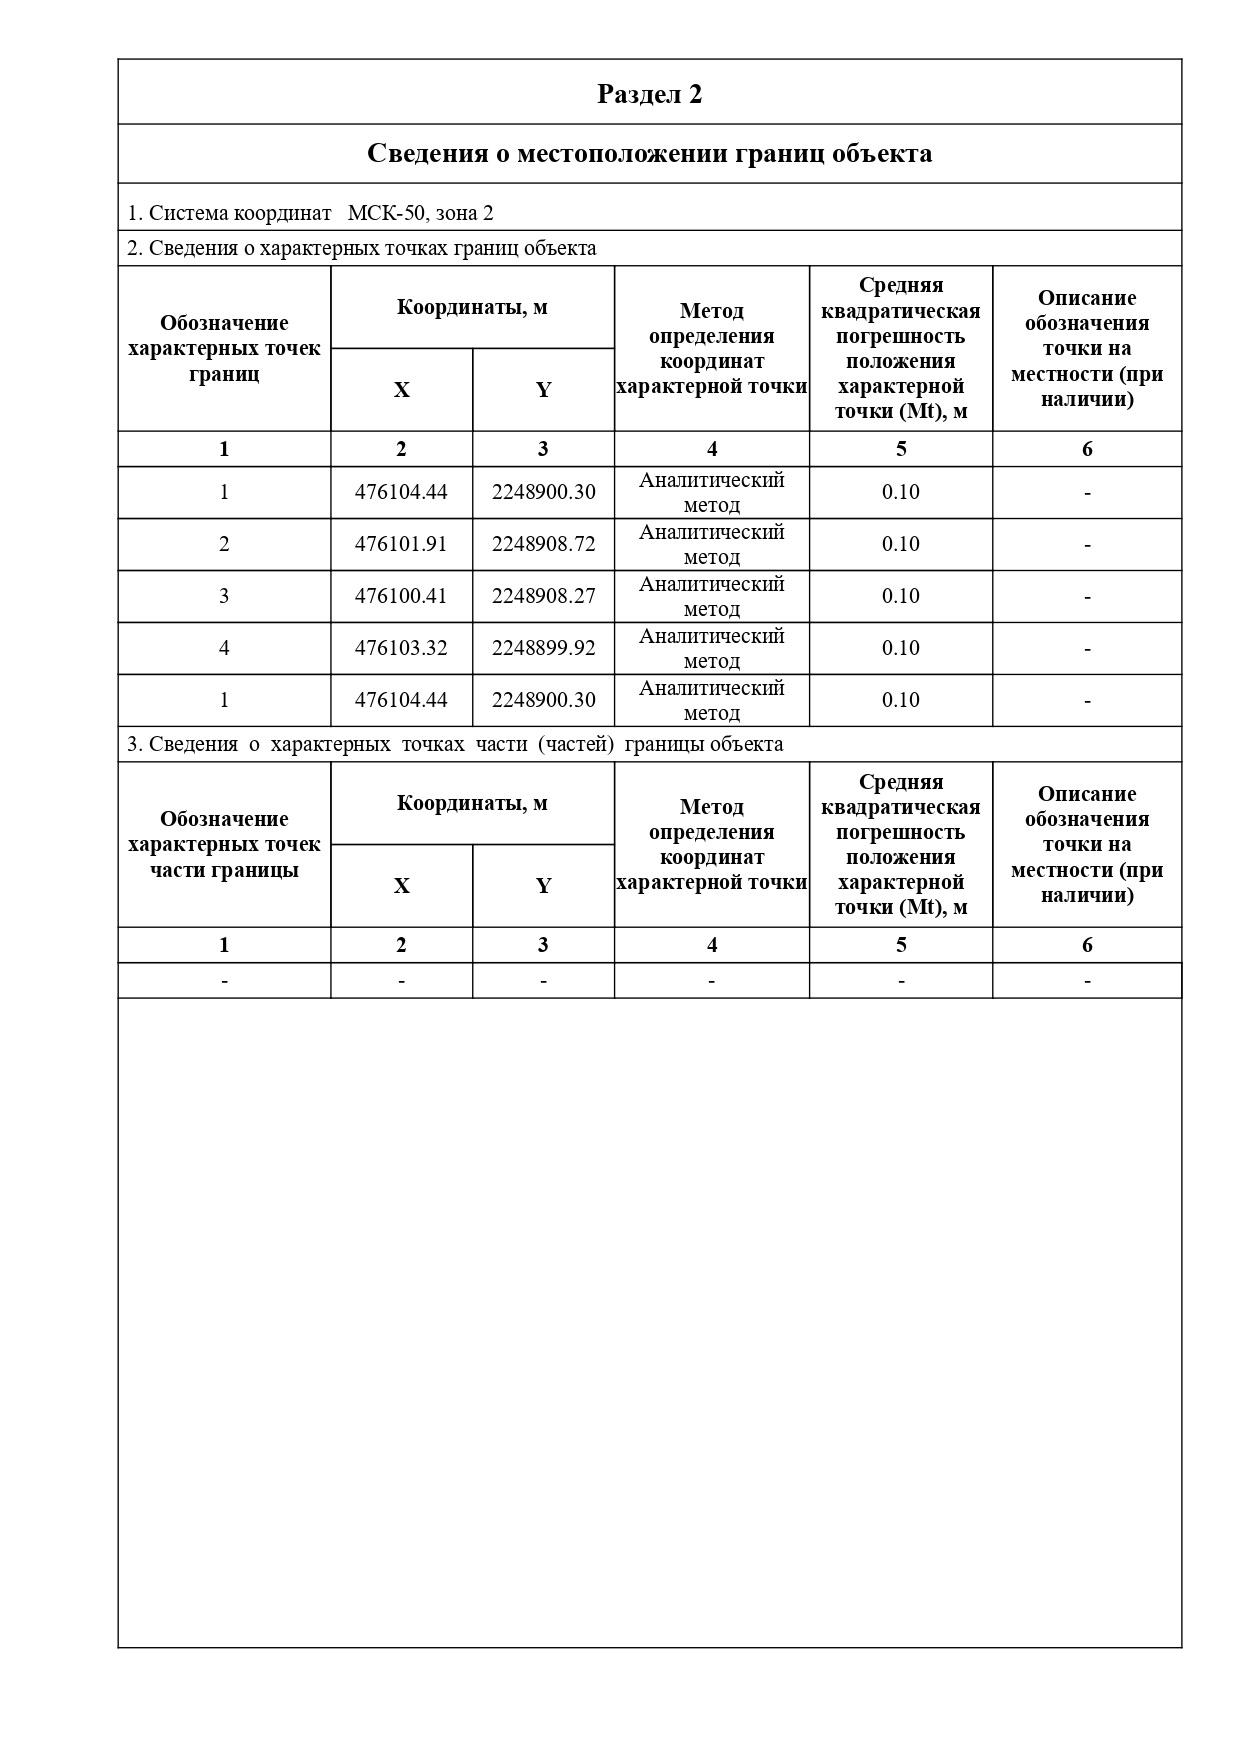 Раздел 2
Сведения о местоположении границ объекта
1. Система координат МСК-50, зона 2
2. Сведения о характерных точках границ объекта
Обозначение
характерных точек
границ
Координаты, м
X
Y
Метод
определения
координат
характерной точки
Средняя
квадратическая
погрешность
положения
характерной
точки (Mt), м
Описание
обозначения
точки на
местности (при
наличии)
1 2 3 4 5 6
1 476104.44 2248900.30 Аналитический
метод 0.10 -
2 476101.91 2248908.72 Аналитический
метод 0.10 -
3 476100.41 2248908.27 Аналитический
метод 0.10 -
4 476103.32 2248899.92 Аналитический
метод 0.10 -
1 476104.44 2248900.30 Аналитический
метод 0.10 -
3. Сведения о характерных точках части (частей) границы объекта
Обозначение
характерных точек
части границы
Координаты, м
X
Y
Метод
определения
координат
характерной точки
Средняя
квадратическая
погрешность
положения
характерной
точки (Mt), м
Описание
обозначения
точки на
местности (при
наличии)
1 2 3 4 5 6
- - - - - -